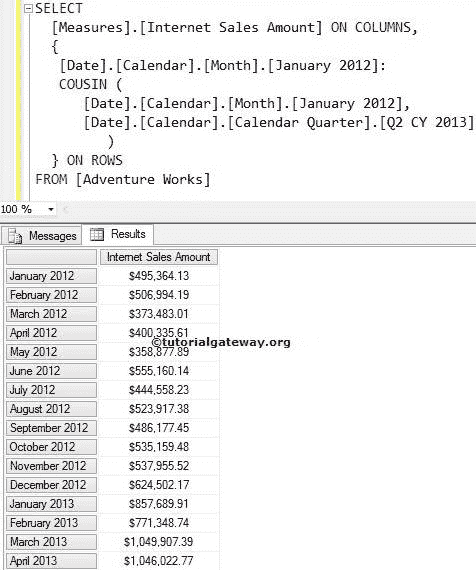 SELECT
[Measures].[Internet Sales Amount] ON COLUMNS,
{
[Date].[Calendar].[Month].[January 2012]:
COUSIN (
[Date].[Calendar].[Month].[January 2012],
[Date].[Calendar].[Calendar Quarter].[Q2 CY 2013]
)
} ON ROWS
FROM [Adventure Works]
100 %
Messages Results
Internet Sales Amount
January 2012 $495,364.13
February 2012 $506,994.19
March 2012 $373,483.01
April 2012 $400,335.61
©tutorialgateway.org
May 2012 $358,877.89
June 2012 $555,160.14
July 2012 $444,558.23
August 2012 $523,917.38
September 2012 $486,177.45
October 2012 $535,159.48
November 2012 $537,955.52
December 2012 $624,502.17
January 2013 $857,689.91
February 2013 $771,348.74
March 2013 $1,049,907.39
April 2013 $1,046,022.77